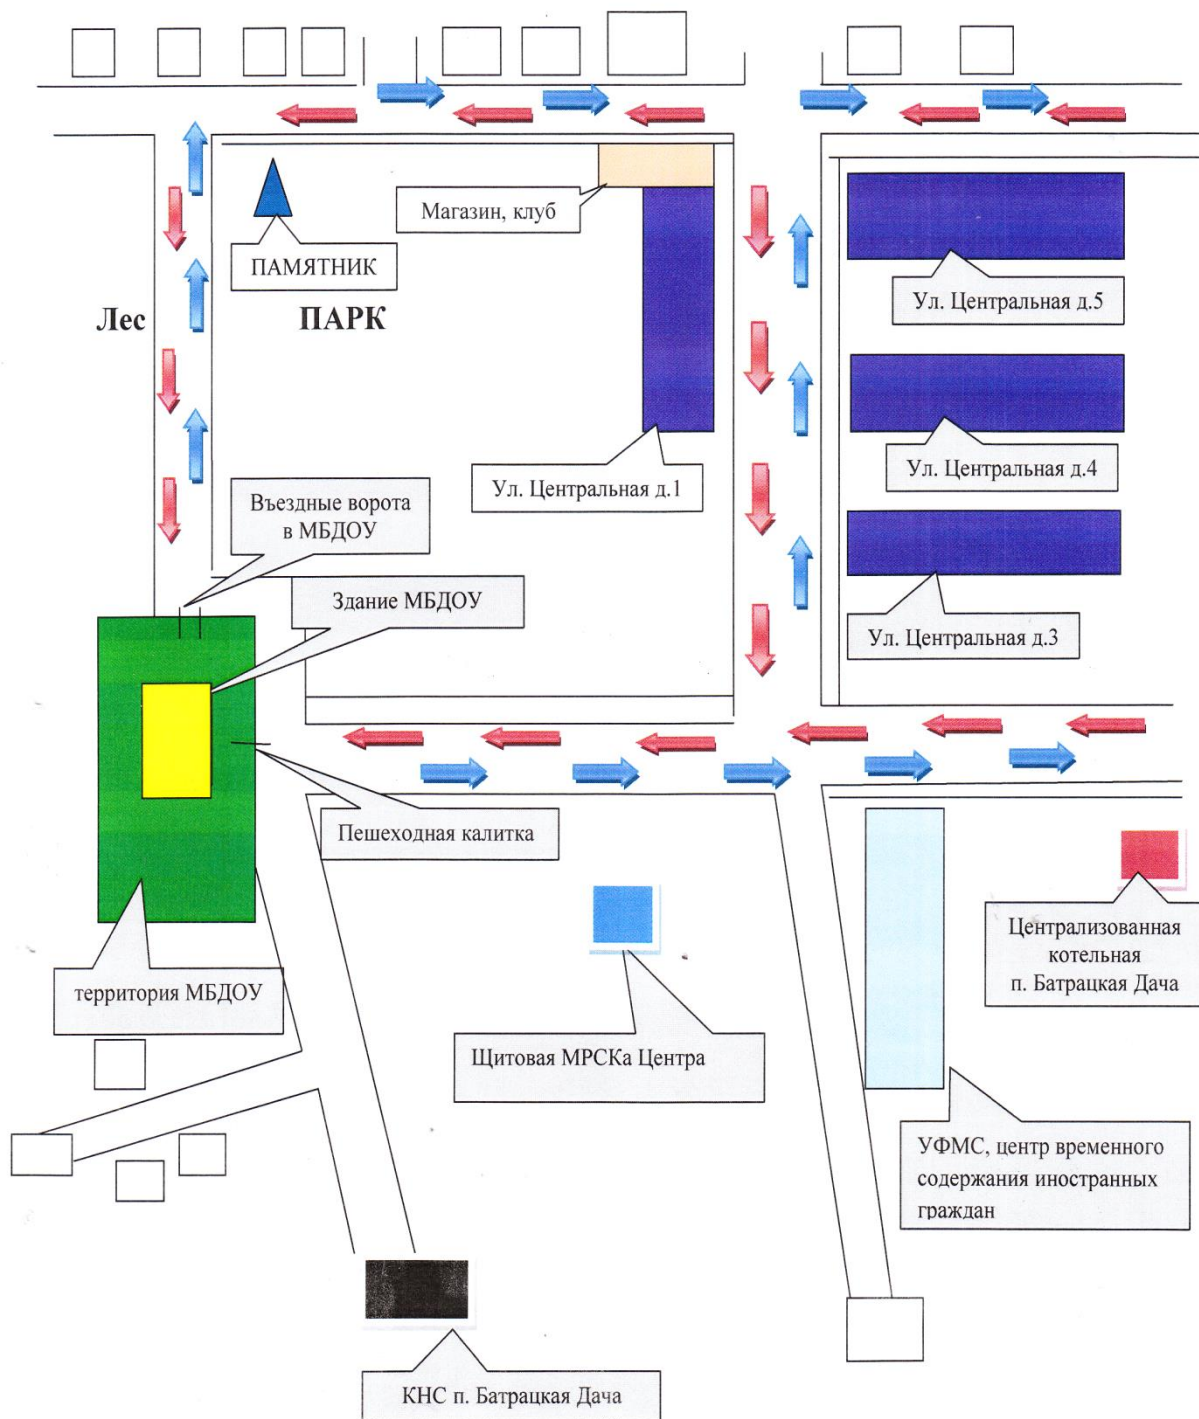 Магазин, клуб
ПАМЯТНИК
Ул. Центральная д.5
Лес
ПАРК
Ул. Центральная д.4
Ул. Центральная д.1
Въездные ворота
в МБДОУ
Здание МБДОУ
Ул. Центральная д.3
Пешеходная калитка
Централизованная
котельная
п. Батрацкая Дача
территория МБДОУ
Щитовая МРСКа Центра
УФМС, центр временного
содержания иностранных
граждан
КНС п. Батрацкая Дача